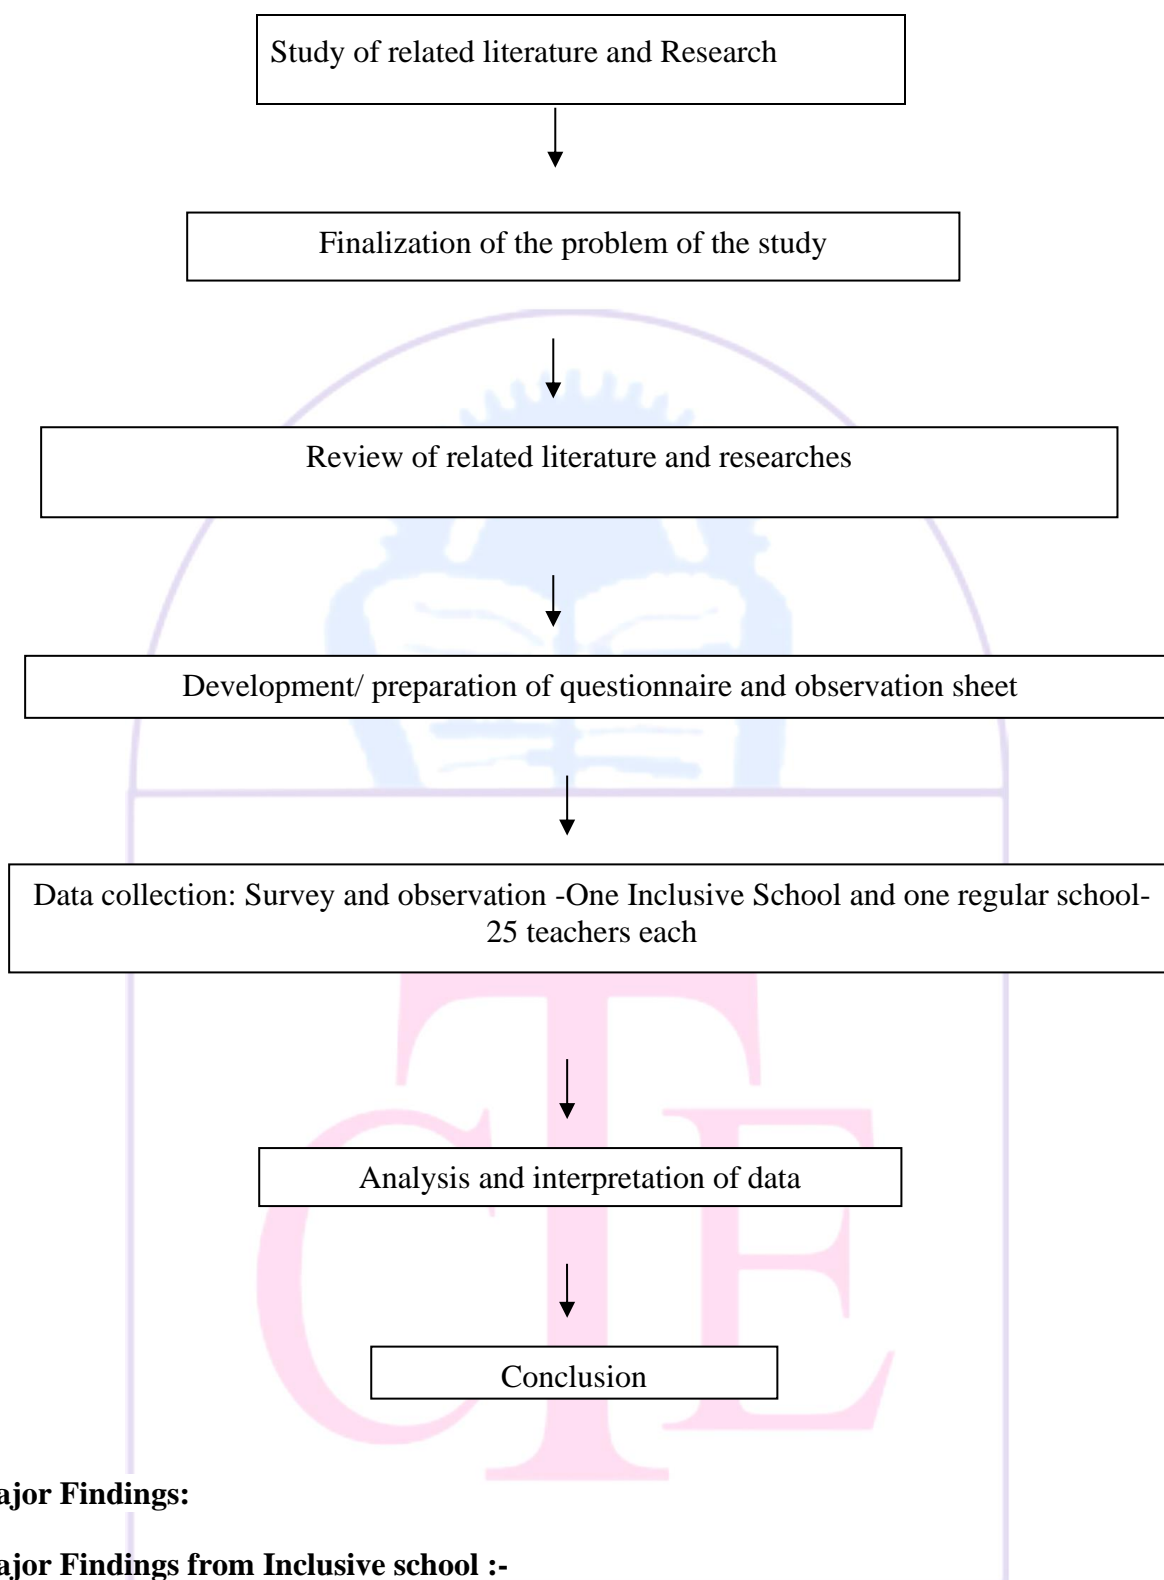 Study of related literature and Research
Finalization of the problem of the study
Review of related literature and researches
Development/ preparation of questionnaire and observation sheet
Data collection: Survey and observation -One Inclusive School and one regular school-
25 teachers each
Analysis and interpretation of data
Conclusion
ajor Findings:
ajor Findings from Inclusive school :-
CTE